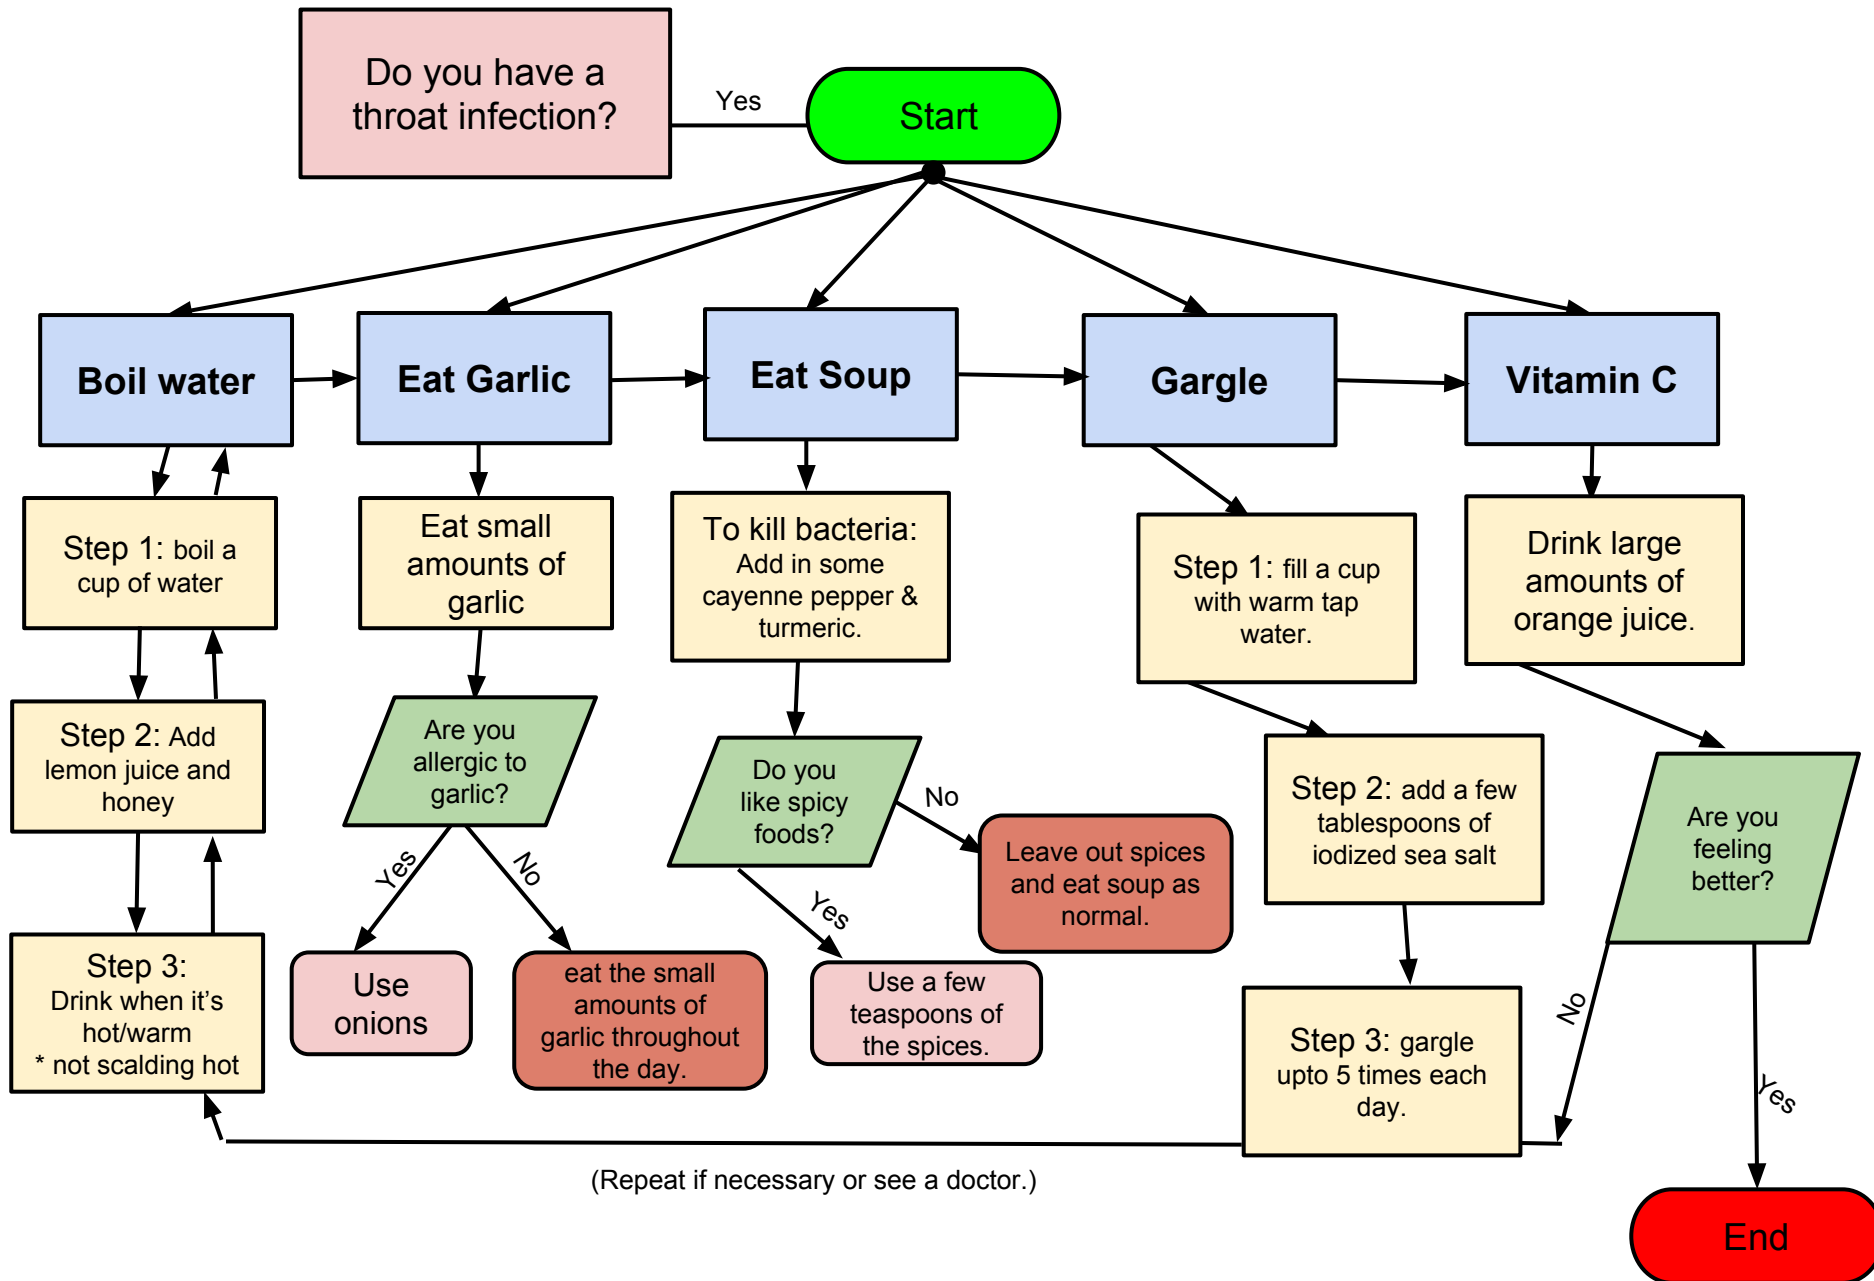 Do you have a
throat infection?
Yes
Start
Boil water
Eat Garlic
Eat Soup
Gargle
Vitamin C
Step 1: boil a
cup of water
Step 2: Add
lemon juice and
honey
Step 3:
Drink when it's
hot/warm
* not scalding hot
Eat small
amounts of
garlic
Are you
allergic to
garlic?
Yes
No
Use
onions
eat the small
amounts of
garlic throughout
the day.
To kill bacteria:
Add in some
cayenne pepper &
turmeric.
Do you
like spicy
foods?
No
Yes
Leave out spices
and eat soup as
normal.
Use a few
teaspoons of
the spices.
Step 1: fill a cup
with warm tap
water.
Step 2: add a few
tablespoons of
iodized sea salt
Step 3: gargle
upto 5 times each
day.
Drink large
amounts of
orange juice.
Are you
feeling
better?
No
Yes
(Repeat if necessary or see a doctor.)
End